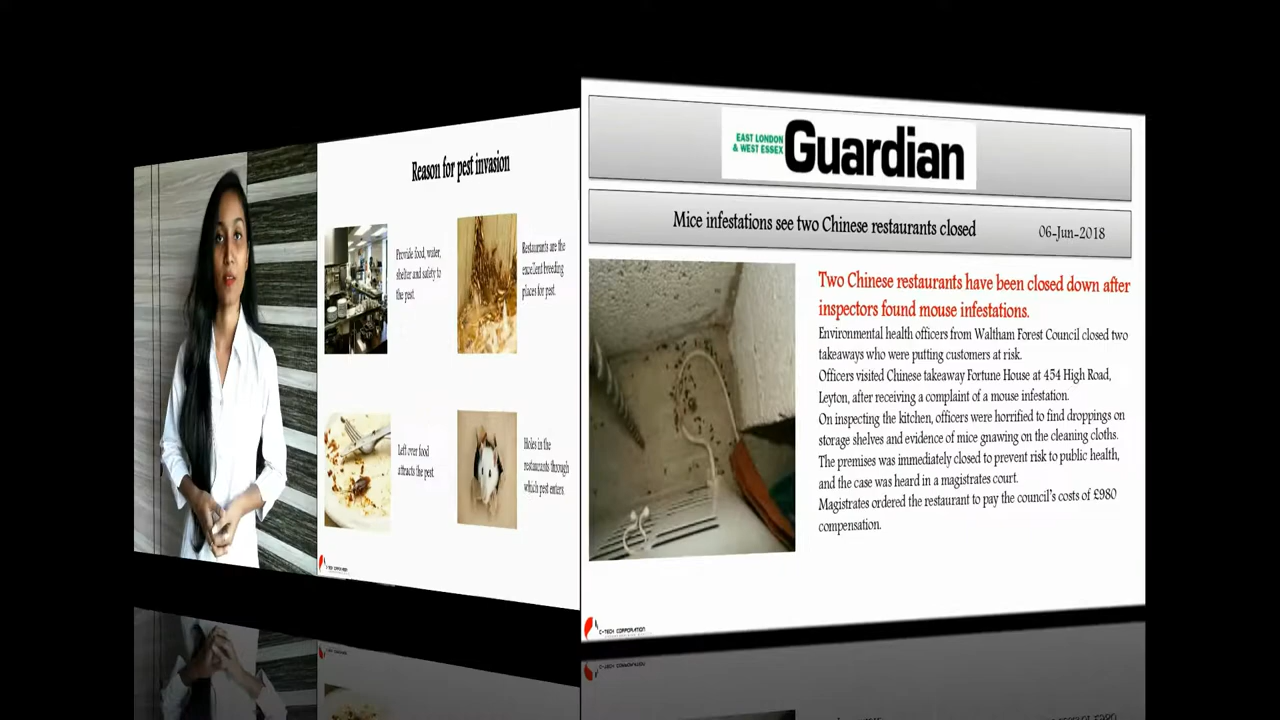 Reason for pest invasion
Provide food, water,
shelter and safety to
the pest.
Restaurants are the
excellent breeding
places for pest.
Left over food
attracts the pest
Holes in the
restaurants through
which pest enters.
EAST LONDON
& WEST ESSEX
Guardian
Mice infestations see two Chinese restaurants closed
06-Jun-2018
Two Chinese restaurants have been closed down after
inspectors found mouse infestations.
Environmental health officers from Waltham Forest Council closed two
takeaways who were putting customers at risk.
Officers visited Chinese takeaway Fortune House at 454 High Road,
Leyton, after receiving a complaint of a mouse infestation.
On inspecting the kitchen, officers were horrified to find droppings on
storage shelves and evidence of mice gnawing on the cleaning cloths.
The premises was immediately closed to prevent risk to public health,
and the case was heard in a magistrates court.
Magistrates ordered the restaurant to pay the council's costs of £980
compensation.
C-TECH CORPORATION